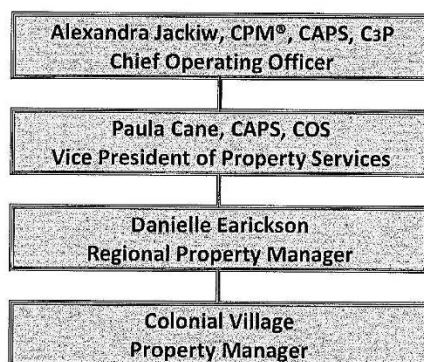 Alexandra Jackiw, CPM®, CAPS, C3P
Chief Operating Officer
Paula Cane, CAPS, COS
Vice President of Property Services
Danielle Earickson
Regional Property Manager
Colonial Village
Property Manager